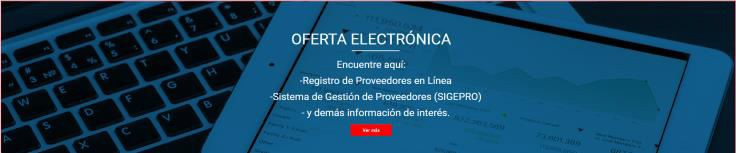 OFERTA ELECTRÓNICA
Encuentre aquí:
-Registro de Proveedores en Línea
-Sistema de Gestión de Proveedores (SIGEPRO)
- y demás información de interés.
Ver más